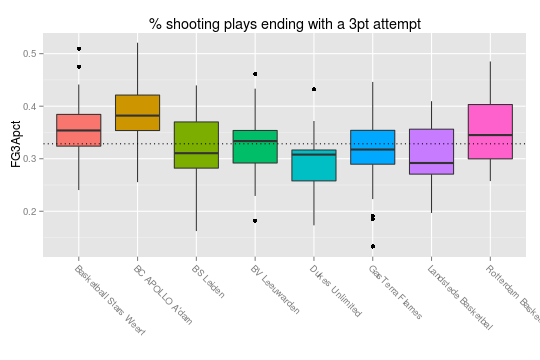 % shooting plays ending with a 3pt attempt
FG3Apct
0.5
0.4
0.3
0.2
Basketball Stars Weert
BC APOLLO A'dam
BS Leiden
BV Leeuwarden
Dukes Unlimited
GasTerra Flames
Landstede Basketbal
Rotterdam Baske